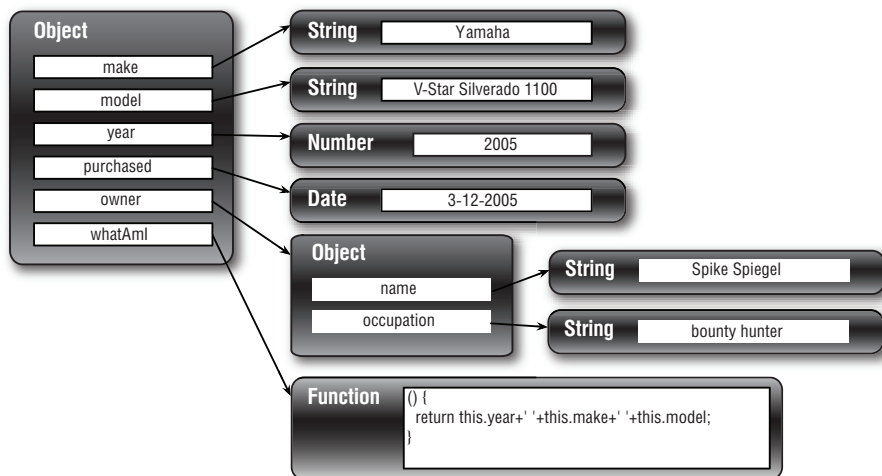 Object
make
model
year
purchased
owner
whatAmI
String Yamaha
String V-Star Silverado 1100
Number 2005
Date 3-12-2005
Object
name
occupation
String Spike Spiegel
String bounty hunter
Function
() {
return this.year+' '+this.make+' '+this.model;
}